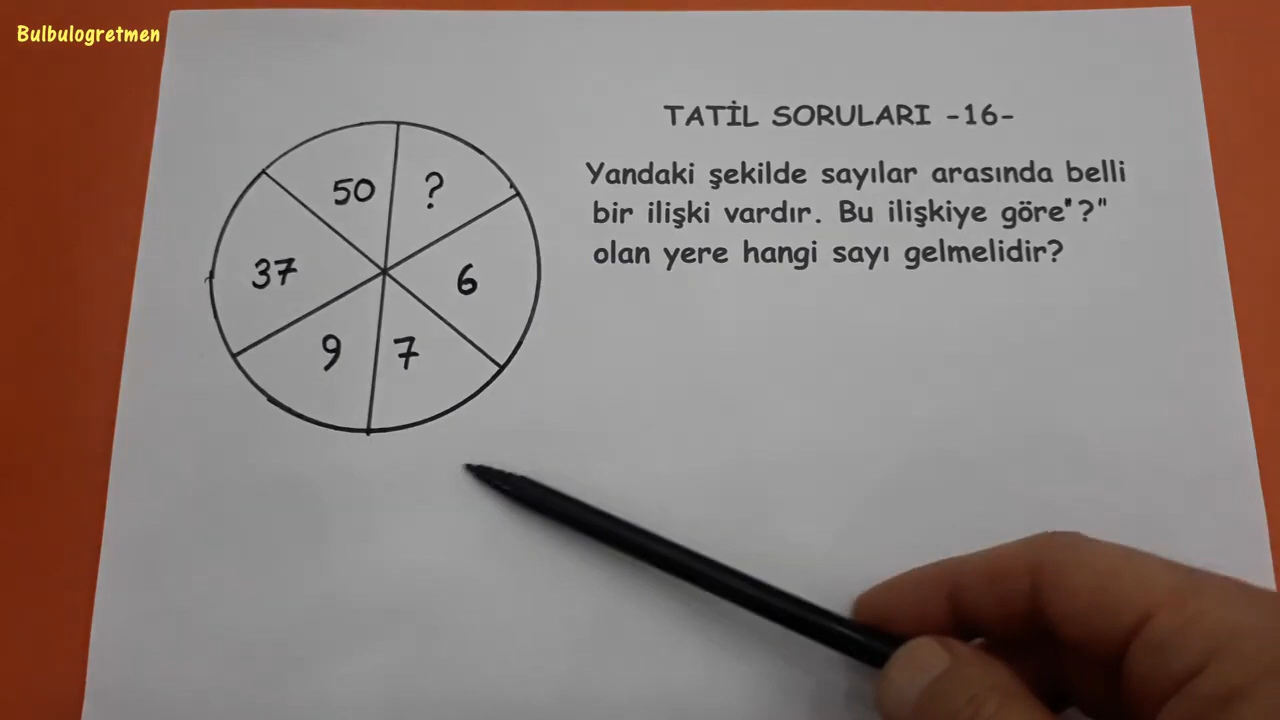 Bulbulogretmen
TATİL SORULARI -16-
Yandaki şekilde sayılar arasında belli
bir ilişki vardır. Bu ilişkiye göre"?"
olan yere hangi sayı gelmelidir?
50 ?
37 6
9 7